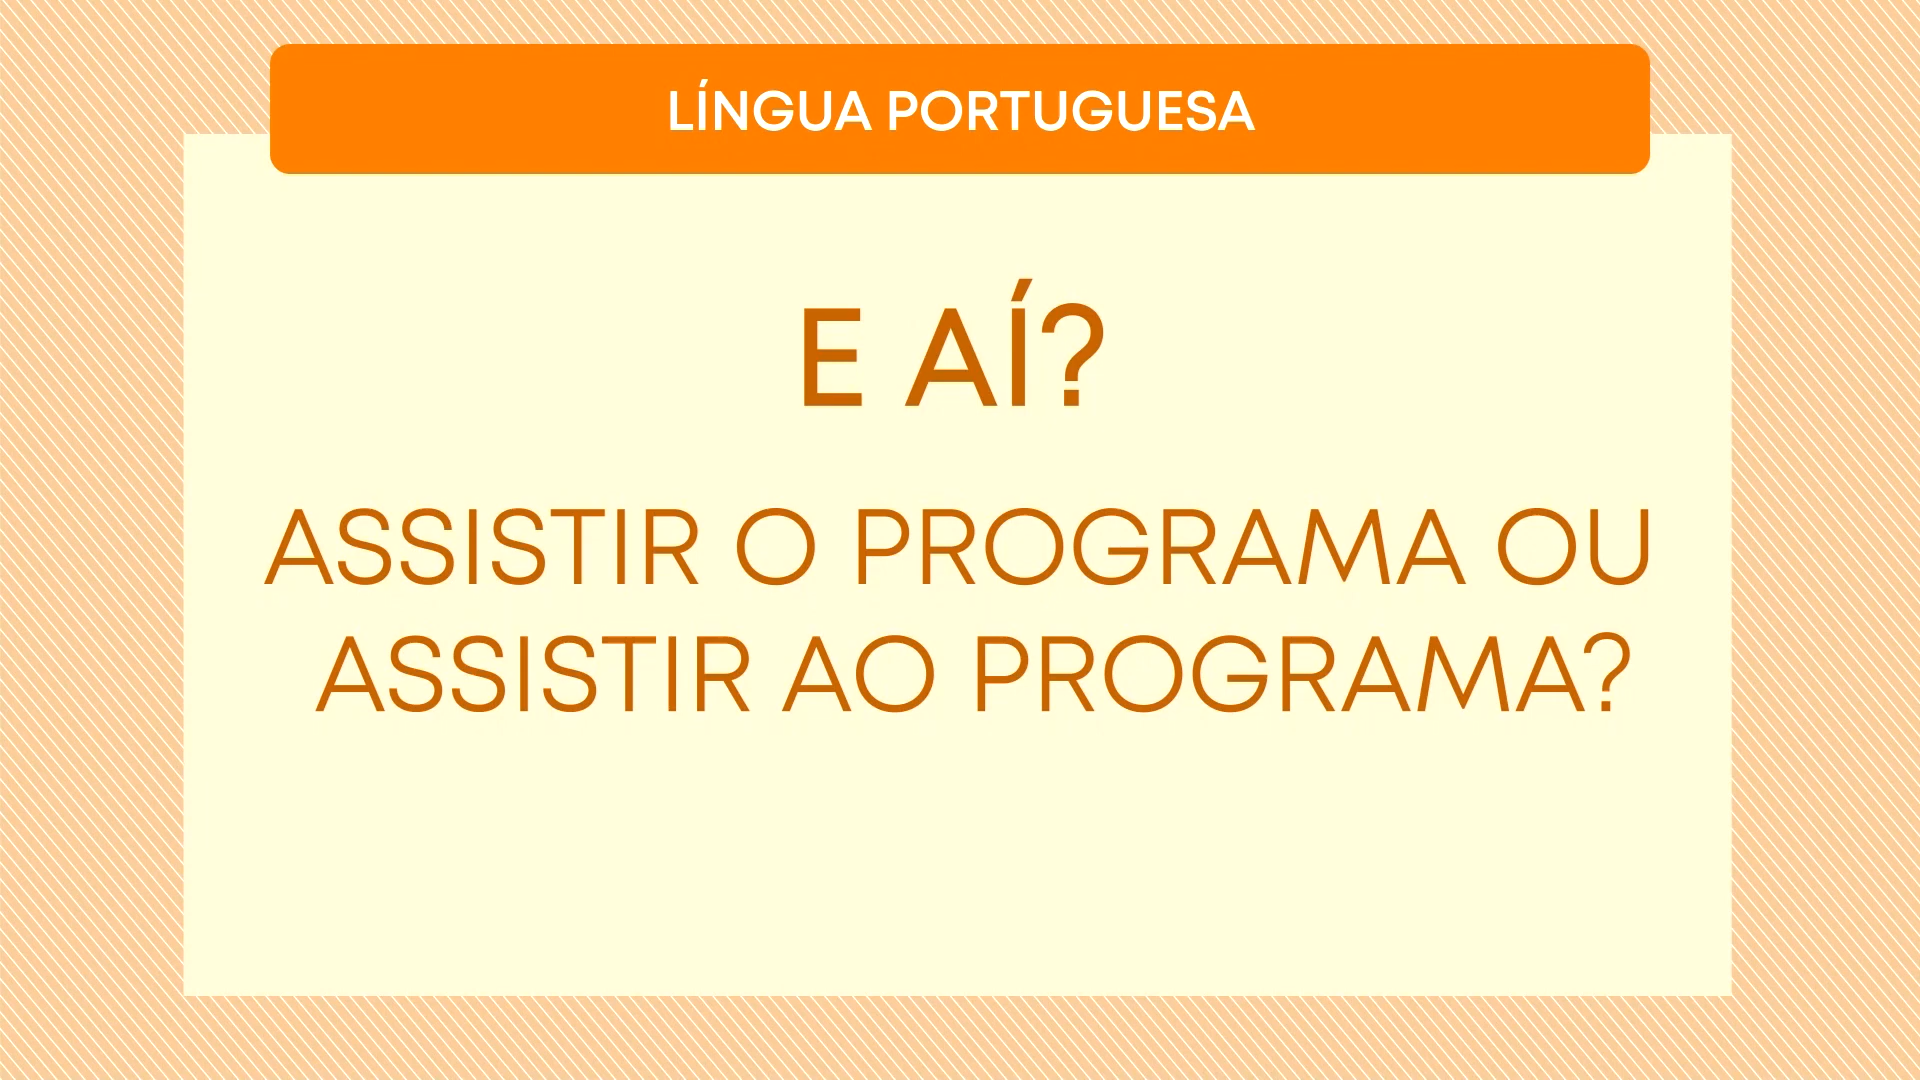 LÍNGUA PORTUGUESA
E AÍ?
ASSISTIR O PROGRAMA OU
ASSISTIR AO PROGRAMA?